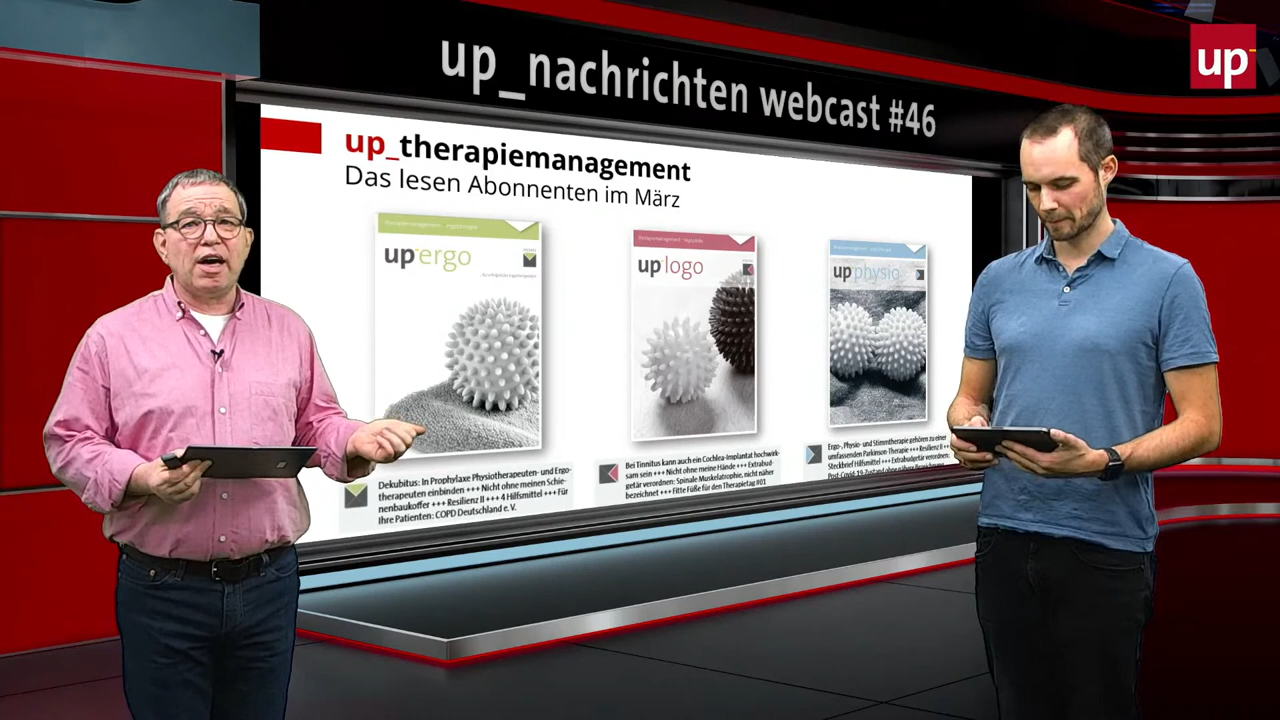 up_nachrichten webcast #46
up
up_therapiemanagement
Das lesen Abonnenten im März
up ergo
up logo
up physio
Dekubitus: In Prophylaxe Physiotherapeuten- und Ergo-
therapeuten einbinden +++ Nicht ohne meinen Schie-
nenbaukoffer +++ Resilienz II +++ 4 Hilfsmittel +++ Für
Ihre Patienten: COPD Deutschland e. V.
Bei Tinnitus kann auch ein Cochlea-Implantat hochwirk-
sam sein +++ Nicht ohne meine Hände +++ Extrabud-
getär verordnen: Spinale Muskelatrophie, nicht näher
bezeichnet +++ Fitte Füße für den Therapietag #01
Ergo-, Physio- und Stimmtherapie gehören zu einer
umfassenden Parkinson-Therapie +++ Resilienz II ++
Steckbrief Hilfsmittel +++ Extrabudgetär verordnen:
Post-Covid-19-Zustand